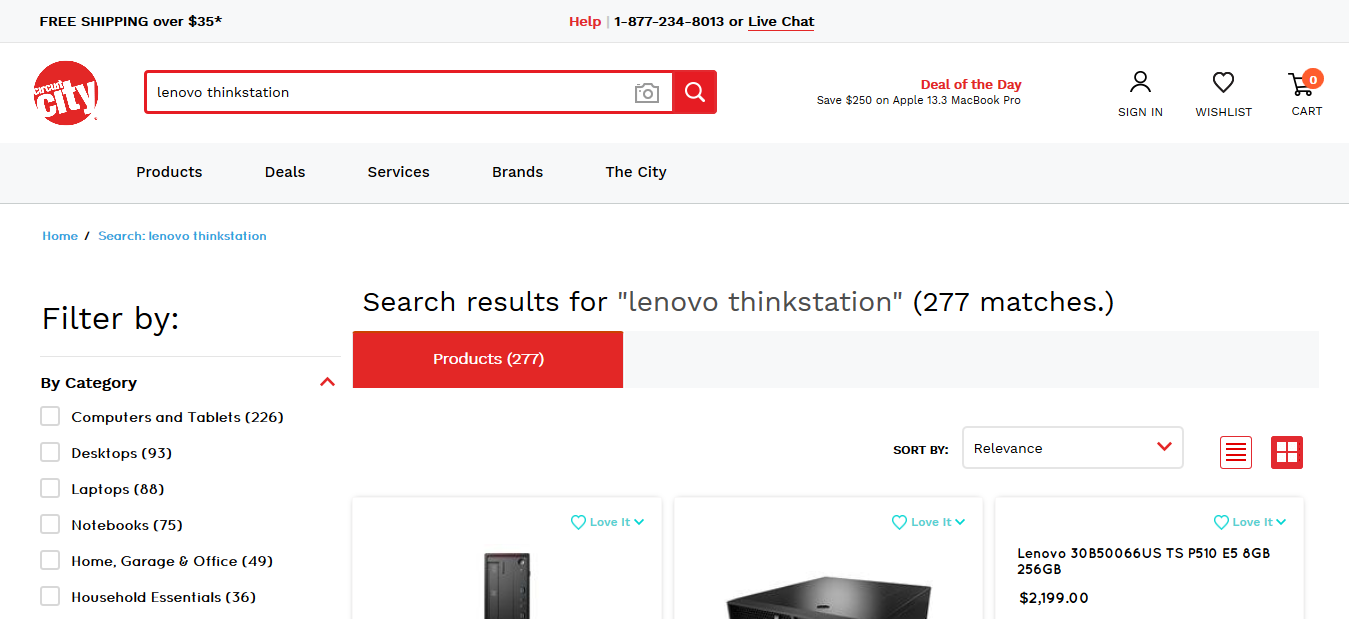 FREE SHIPPING over $35*
Help | 1-877-234-8013 or Live Chat
circuit city
lenovo thinkstation
Deal of the Day
Save $250 on Apple 13.3 MacBook Pro
SIGN IN
WISHLIST
0
CART
Products
Deals
Services
Brands
The City
Home / Search: lenovo thinkstation
Filter by:
Search results for "lenovo thinkstation" (277 matches.)
Products (277)
By Category
Computers and Tablets (226)
Desktops (93)
Laptops (88)
Notebooks (75)
Home, Garage & Office (49)
Household Essentials (36)
SORT BY:
Relevance
Love It
Love It
Love It
Lenovo 30B50066US TS P510 E5 8GB
256GB
$2,199.00